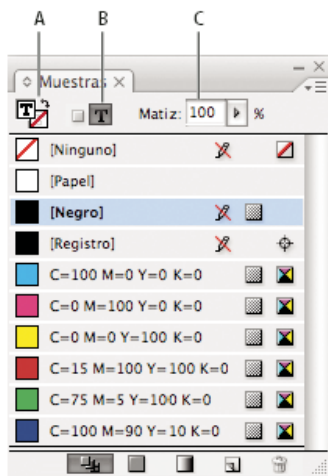 A B C
Muestras
T T Matiz: 100 %
[Ninguno]
[Papel]
[Negro]
[Registro]
C=100 M=0 Y=0 K=0
C=0 M=100 Y=0 K=0
C=0 M=0 Y=100 K=0
C=15 M=100 Y=100 K=0
C=75 M=5 Y=100 K=0
C=100 M=90 Y=10 K=0